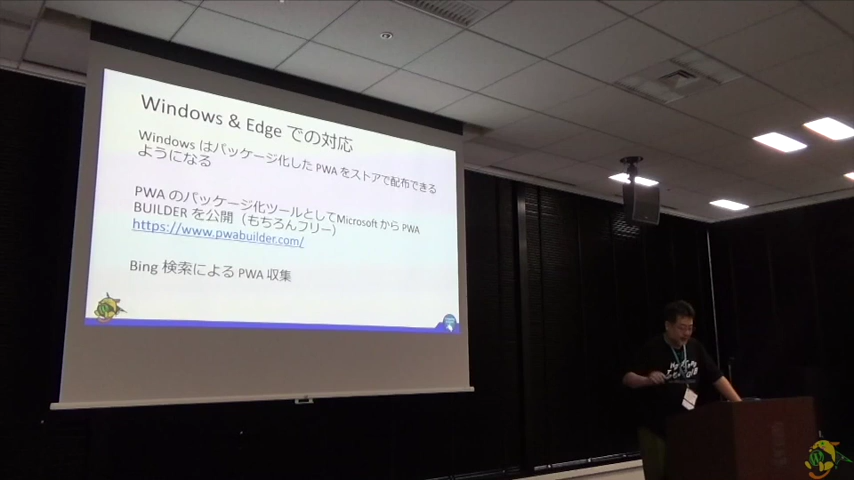 Windows & Edge での対応
Windows はパッケージ化した PWA をストアで配布できる
ようになる
PWA のパッケージ化ツールとしてMicrosoft から PWA
BUILDER を公開（もちろんフリー）
https://www.pwabuilder.com/
Bing 検索による PWA 収集